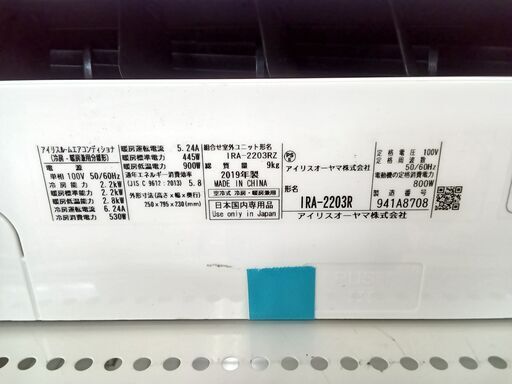 アイリスルームエアコンディショナ
(冷房・暖房兼用分離形)
電源
単相 100V 50/60Hz
冷房能力 2.2kW
暖房能力 2.2kW
暖房低温能力 2.8kW
冷房運転電流 6.24A
冷房消費電力 530W
暖房運転電流 5.24A
暖房標準電力 445W
暖房低温電力 900W
通年エネルギー消費効率
(JIS C 9612:2013) 5.8
外形寸法(高さ×幅×奥行)
250×795×230(mm)
組合せ室外ユニット形名
IRA-2203RZ
総質量 9kg
2019年製
MADE IN CHINA
空冷式 冷房・暖房兼用
日本国内専用品
Use only in Japan
PS
E
アイリスオーヤマ株式会社
形名
IRA-2203R
アイリスオーヤマ株式会社
定格電圧 100V
定格周波数
50/60Hz
電動機の定格消費電力
800W
製造番号
941A8708
PUSH